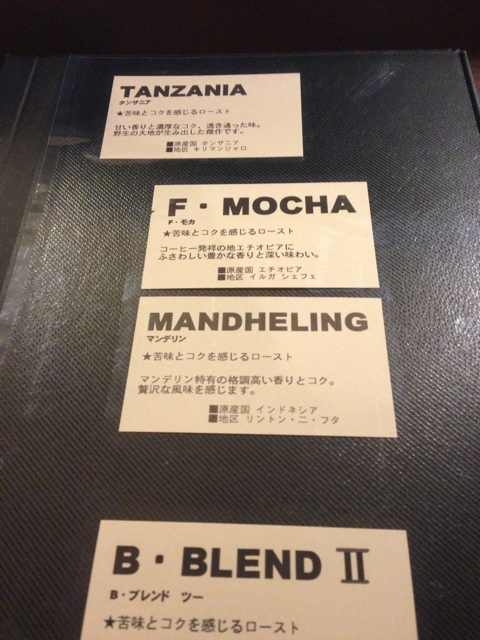 TANZANIA
タンザニア
★苦味とコクを感じるロースト
甘い香りと濃厚なコク、透き通った味。
野生の大地が生み出した傑作です。
■原産国 タンザニア
■地区 キリマンジャロ
F・MOCHA
F・モカ
★苦味とコクを感じるロースト
コーヒー発祥の地エチオピアに
ふさわしい豊かな香りと深い味わい。
■原産国 エチオピア
■地区 イルガ シェフェ
MANDHELING
マンデリン
★苦味とコクを感じるロースト
マンデリン特有の格調高い香りとコク。
贅沢な風味を感じます。
■原産国 インドネシア
■地区 リントン・ニ・フタ
B・BLEND Ⅱ
B・ブレンド ツー
★苦味とコクを感じるロースト